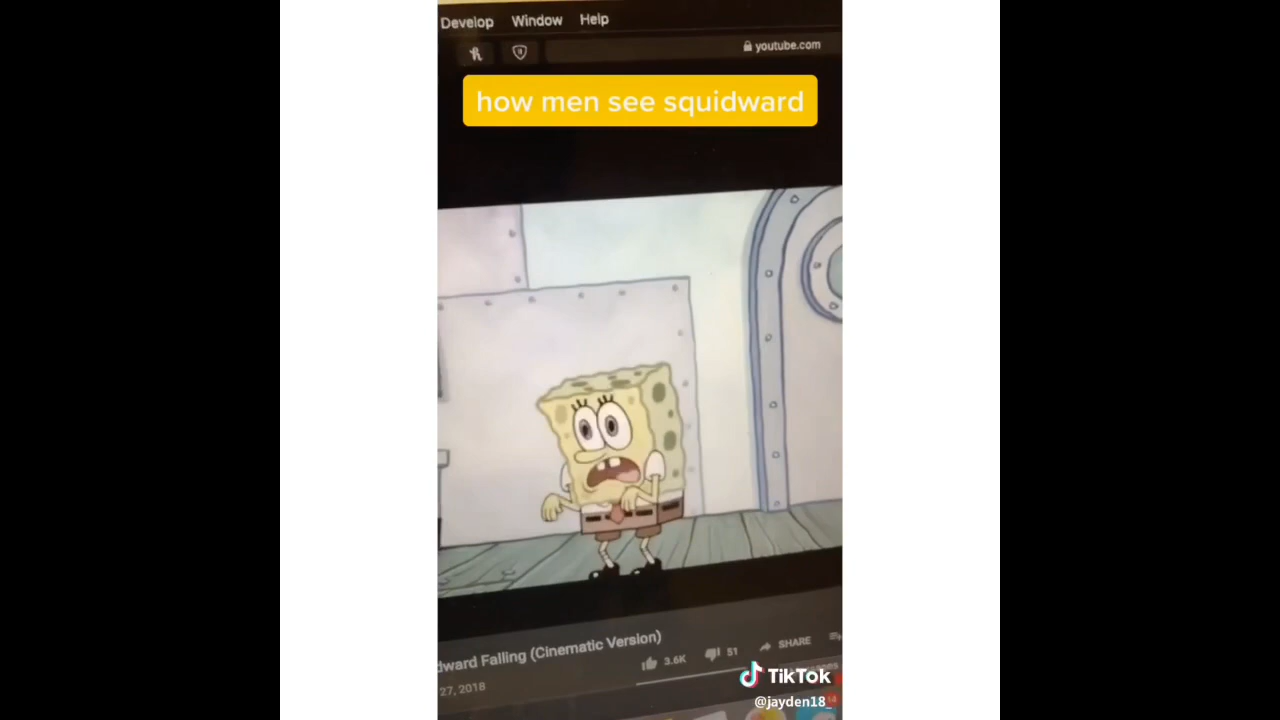 Develop Window Help
youtube.com
how men see squidward
dward Falling (Cinematic Version)
3.6K 51 SHARE
27, 2018
TikTok
@jayden18_
14